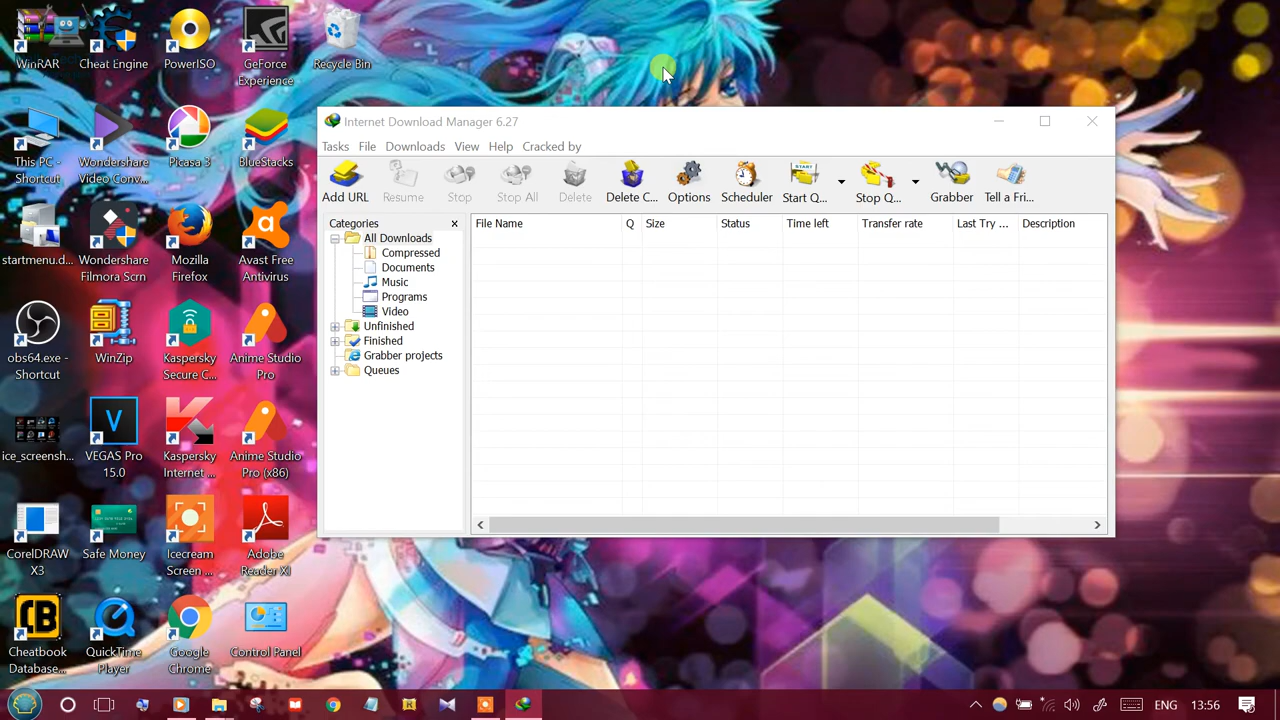 WinRAR
Cheat Engine
PowerISO
GeForce
Experience
Recycle Bin
This PC -
Shortcut
Wondershare
Video Conv...
Picasa 3
BlueStacks
startmenu.d...
Wondershare
Filmora Scrn
Mozilla
Firefox
Avast Free
Antivirus
obs64.exe -
Shortcut
WinZip
Kaspersky
Secure C...
Anime Studio
Pro
ice_screensh...
V
VEGAS Pro
15.0
Kaspersky
Internet ...
Anime Studio
Pro (x86)
CorelDRAW
X3
Safe Money
Icecream
Screen ...
Adobe
Reader XI
CB
Cheatbook
Database...
QuickTime
Player
Google
Chrome
Control Panel
Internet Download Manager 6.27
Tasks File Downloads View Help Cracked by
Add URL Resume Stop Stop All Delete Delete C... Options Scheduler START Start Q... STOP Stop Q... Grabber Tell a Fri...
Categories
All Downloads
Compressed
Documents
Music
Programs
Video
Unfinished
Finished
Grabber projects
Queues
File Name Q Size Status Time left Transfer rate Last Try ... Description
ENG 13:56